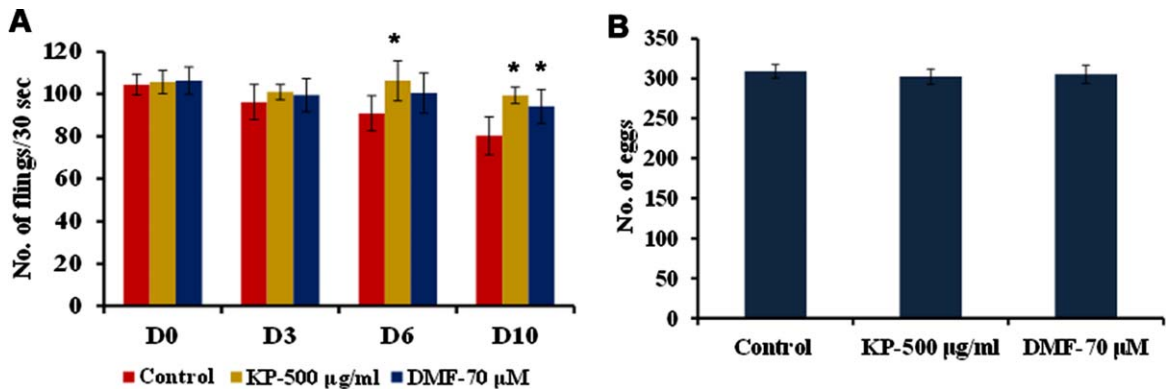 A
No. of flings/30 sec
120
100
80
60
40
20
0
*
* *
D0 D3 D6 D10
Control KP-500 µg/ml DMF-70 µM
B
No. of eggs
350
300
250
200
150
100
50
0
Control KP-500 µg/ml DMF-70 µM